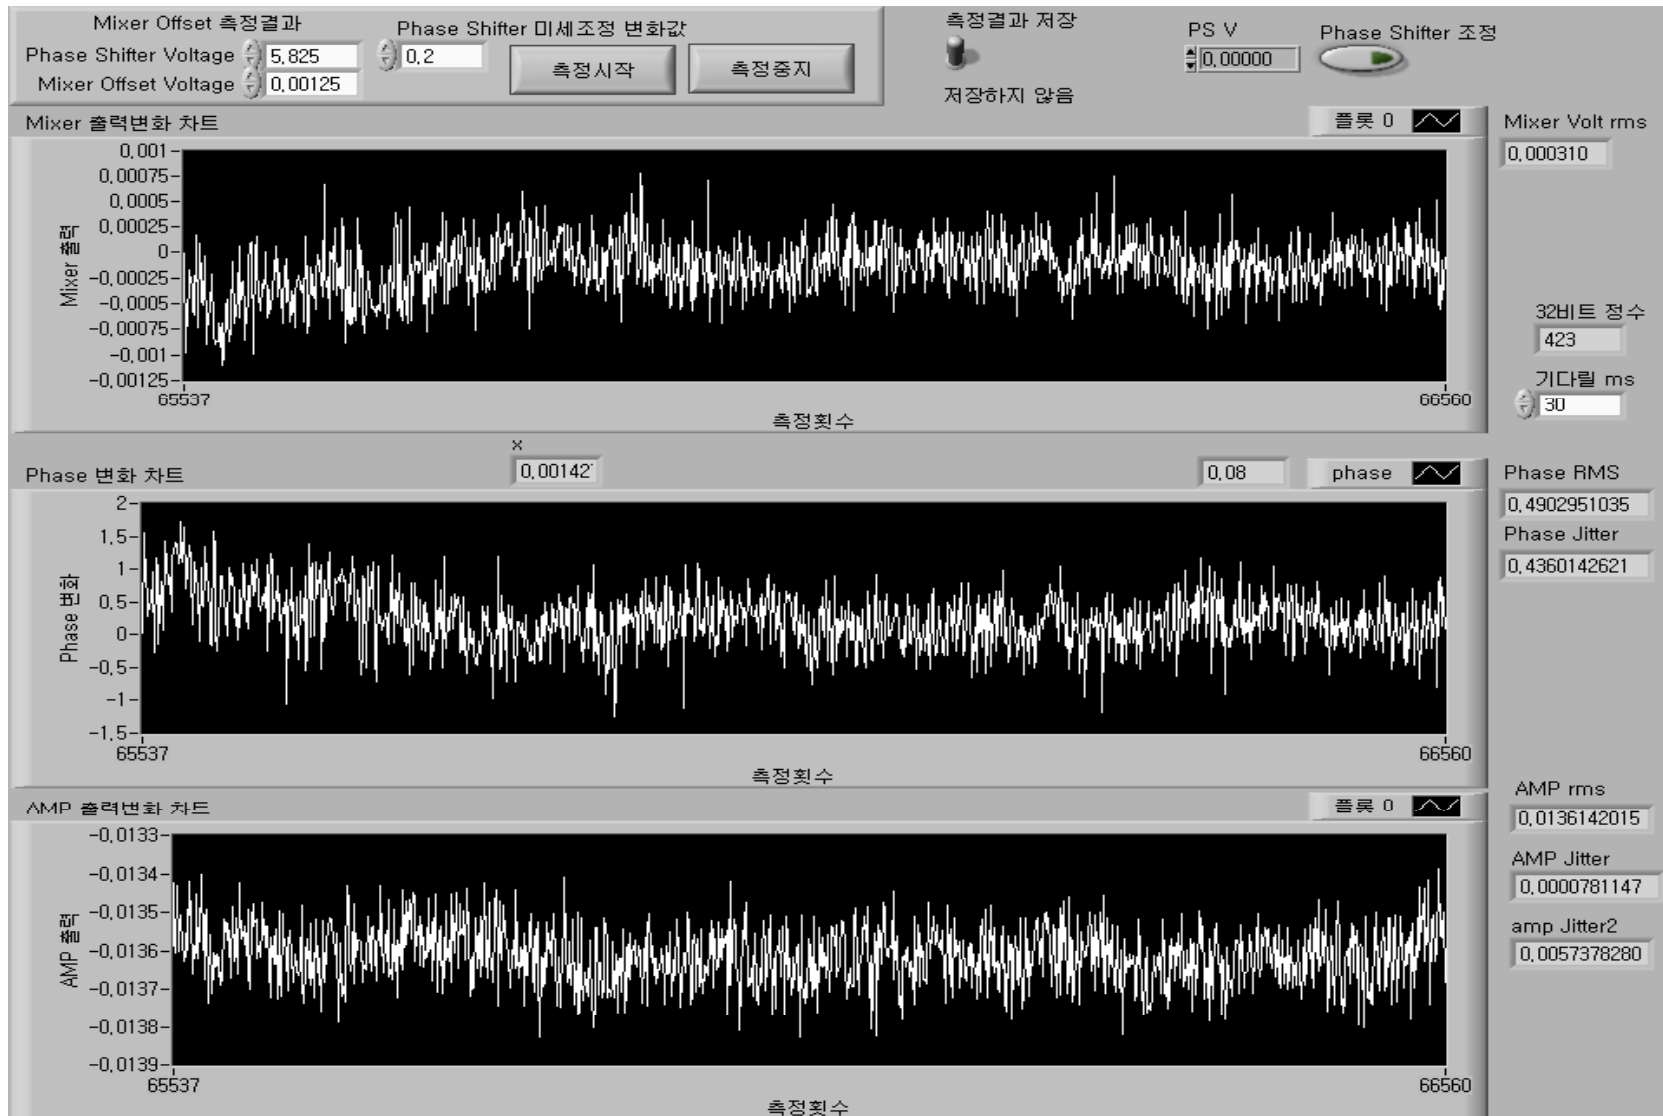 Mixer Offset 측정결과
Phase Shifter Voltage 5,825
Mixer Offset Voltage 0,00125
Phase Shifter 미세조정 변화값
0,2
측정시작
측정중지
측정결과 저장
저장하지 않음
PS V
0,00000
Phase Shifter 조정
Mixer 출력변화 차트
플롯 0
Mixer 출력
0,001
0,00075
0,0005
0,00025
0
-0,00025
-0,0005
-0,00075
-0,001
-0,00125
65537
66560
측정횟수
Mixer Volt rms
0,000310
32비트 정수
423
기다릴 ms
30
Phase 변화 차트
x
0,00142
0,08
phase
Phase 변화
2
1,5
1
0,5
0
-0,5
-1
-1,5
65537
66560
측정횟수
Phase RMS
0,4902951035
Phase Jitter
0,4360142621
AMP 출력변화 차트
플롯 0
AMP 출력
-0,0133
-0,0134
-0,0135
-0,0136
-0,0137
-0,0138
-0,0139
65537
66560
측정횟수
AMP rms
0,0136142015
AMP Jitter
0,0000781147
amp Jitter2
0,0057378280